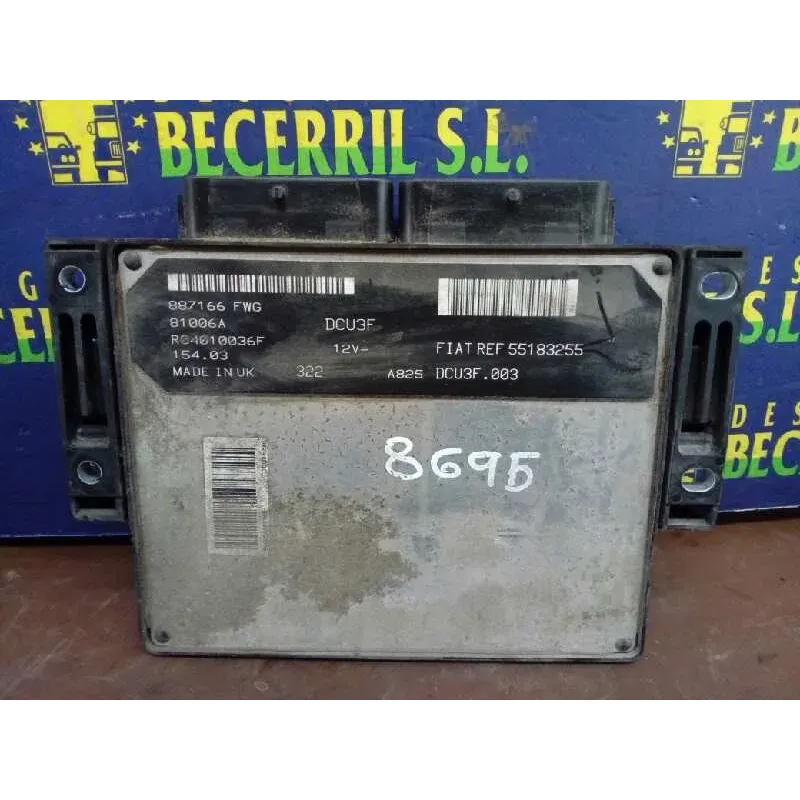 BECERRIL S.L.
887166 FWG
81006A DCU3F
R04010036F 12V-
154.03 FIAT REF 55183255
MADE IN UK 322 A825 DCU3F.003
8695
G
D E S
S.L.
D E S
BECER